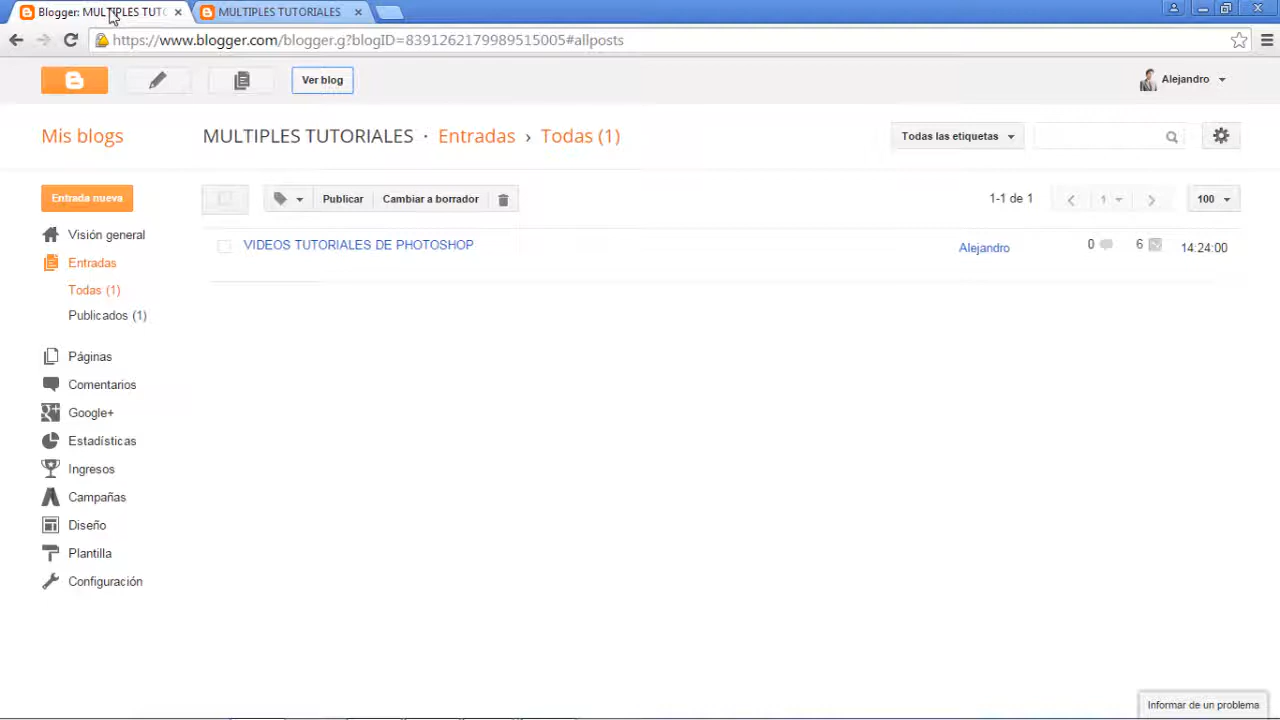 Blogger: MULTIPLES TUTO
MULTIPLES TUTORIALES
https://www.blogger.com/blogger.g?blogID=8391262179989515005#allposts
Ver blog
Alejandro
Mis blogs
MULTIPLES TUTORIALES · Entradas › Todas (1)
Todas las etiquetas
Entrada nueva
Publicar
Cambiar a borrador
1-1 de 1
1
100
Visión general
VIDEOS TUTORIALES DE PHOTOSHOP
Alejandro
0
6
14:24:00
Entradas
Todas (1)
Publicados (1)
Páginas
Comentarios
Google+
Estadísticas
Ingresos
Campañas
Diseño
Plantilla
Configuración
Informar de un problema